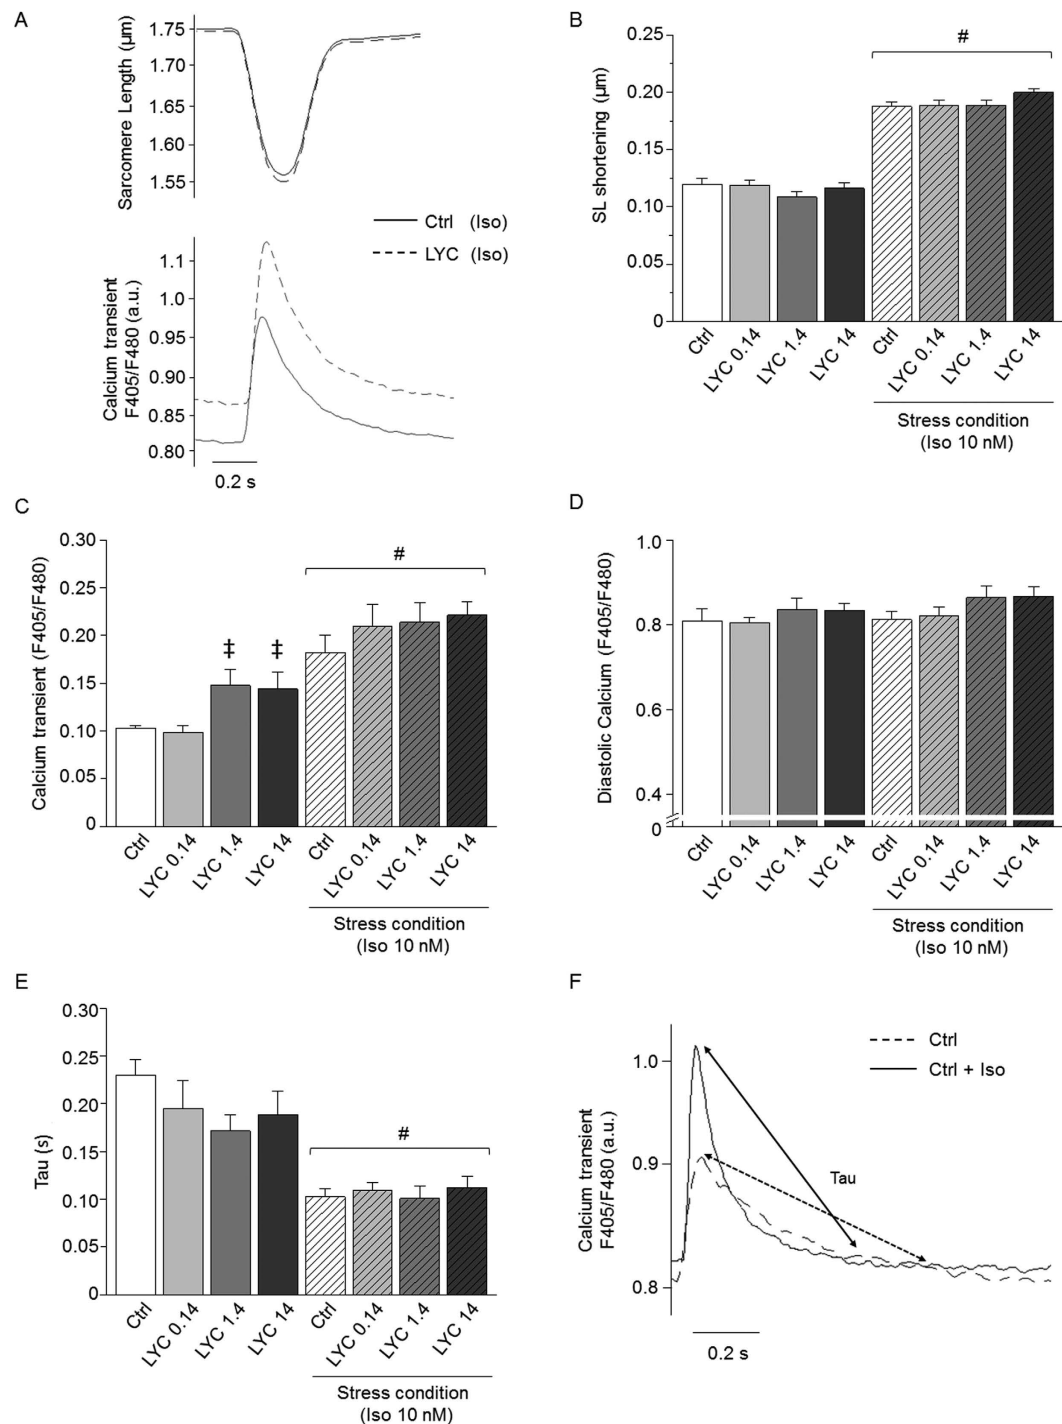 A
Sarcomere Length (µm)
1.75
1.70
1.65
1.60
1.55
Ctrl (Iso)
LYC (Iso)
Calcium transient
F405/F480 (a.u.)
1.1
1.0
0.95
0.90
0.85
0.80
0.2 s
B
SL shortening (µm)
0.25
0.20
0.15
0.10
0.05
0
#
Ctrl
LYC 0.14
LYC 1.4
LYC 14
Ctrl
LYC 0.14
LYC 1.4
LYC 14
Stress condition
(Iso 10 nM)
C
Calcium transient (F405/F480)
0.30
0.25
0.20
0.15
0.10
0.05
0
‡
‡
#
Ctrl
LYC 0.14
LYC 1.4
LYC 14
Ctrl
LYC 0.14
LYC 1.4
LYC 14
Stress condition
(Iso 10 nM)
D
Diastolic Calcium (F405/F480)
1.0
0.8
0.6
0.4
0
Ctrl
LYC 0.14
LYC 1.4
LYC 14
Ctrl
LYC 0.14
LYC 1.4
LYC 14
Stress condition
(Iso 10 nM)
E
Tau (s)
0.30
0.25
0.20
0.15
0.10
0.05
0
#
Ctrl
LYC 0.14
LYC 1.4
LYC 14
Ctrl
LYC 0.14
LYC 1.4
LYC 14
Stress condition
(Iso 10 nM)
F
Calcium transient
F405/F480 (a.u.)
1.0
0.9
0.8
Ctrl
Ctrl + Iso
Tau
0.2 s